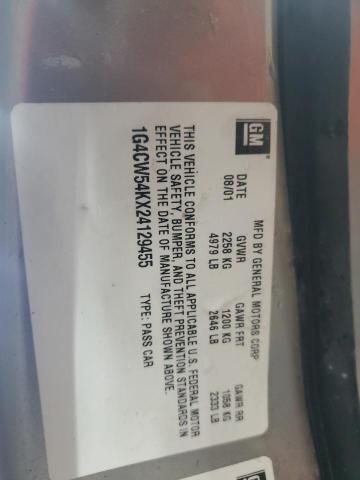 GM
MFD BY GENERAL MOTORS CORP
DATE GVWR GAWR FRT GAWR RR
08/01 2258 KG 1200 KG 1058 KG
4979 LB 2646 LB 2333 LB
THIS VEHICLE CONFORMS TO ALL APPLICABLE U.S. FEDERAL MOTOR
VEHICLE SAFETY, BUMPER, AND THEFT PREVENTION STANDARDS IN
EFFECT ON THE DATE OF MANUFACTURE SHOWN ABOVE.
1G4CW54KX24129455 TYPE: PASS CAR